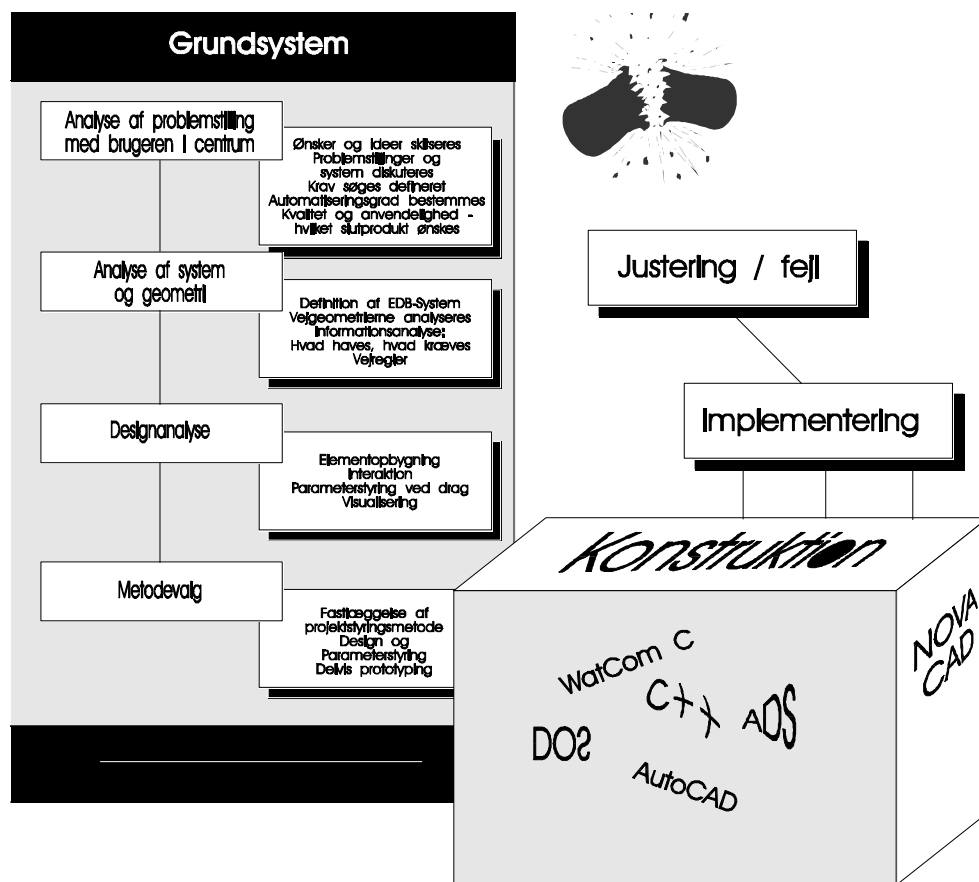 Grundsystem
Analyse af problemstilling
med brugeren i centrum
Ønsker og ideer skitseres
Problemstillinger og
system diskuteres
Krav søges defineret
Automatiseringsgrad bestemmes
Kvalitet og anvendelighed -
hvilket slutprodukt ønskes
Analyse af system
og geometri
Definition af EDB-System
Vejgeometrierne analyseres
Informationsanalyse:
Hvad haves, hvad kræves
Vejregler
Designanalyse
Elementopbygning
Interaktion
Parameterstyring ved drag
Visualisering
Metodevalg
Fastlæggelse af
projektstyringsmetode
Design og
Parameterstyring
Delvis prototyping
Justering / fejl
Implementering
Konstruktion
WatCom C
C++
ADS
DOS
AutoCAD
NOVA
CAD